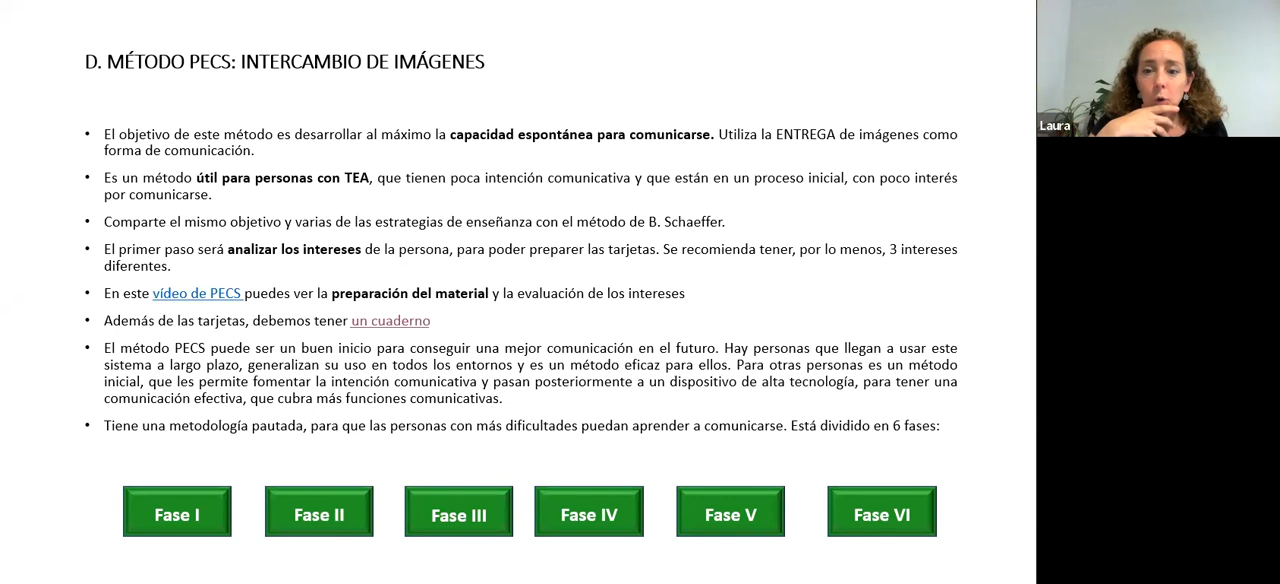 D. MÉTODO PECS: INTERCAMBIO DE IMÁGENES
• El objetivo de este método es desarrollar al máximo la capacidad espontánea para comunicarse. Utiliza la ENTREGA de imágenes como
forma de comunicación.
• Es un método útil para personas con TEA, que tienen poca intención comunicativa y que están en un proceso inicial, con poco interés
por comunicarse.
• Comparte el mismo objetivo y varias de las estrategias de enseñanza con el método de B. Schaeffer.
• El primer paso será analizar los intereses de la persona, para poder preparer las tarjetas. Se recomienda tener, por lo menos, 3 intereses
diferentes.
• En este vídeo de PECS puedes ver la preparación del material y la evaluación de los intereses
• Además de las tarjetas, debemos tener un cuaderno
• El método PECS puede ser un buen inicio para conseguir una mejor comunicación en el futuro. Hay personas que llegan a usar este
sistema a largo plazo, generalizan su uso en todos los entornos y es un método eficaz para ellos. Para otras personas es un método
inicial, que les permite fomentar la intención comunicativa y pasan posteriormente a un dispositivo de alta tecnología, para tener una
comunicación efectiva, que cubra más funciones comunicativas.
• Tiene una metodología pautada, para que las personas con más dificultades puedan aprender a comunicarse. Está dividido en 6 fases:
Fase I
Fase II
Fase III
Fase IV
Fase V
Fase VI
Laura